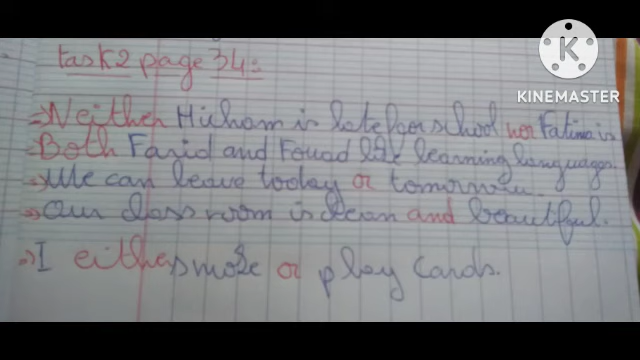 task2 page 34:
K
KINEMASTER
⇒ Neither Hicham is late for school nor Fatima is
⇒ Both Farid and Fouad like learning languages.
⇒ We can leave today or tomorrow.
⇒ Our class room is clean and beautiful.
⇒ I either smoke or play cards.